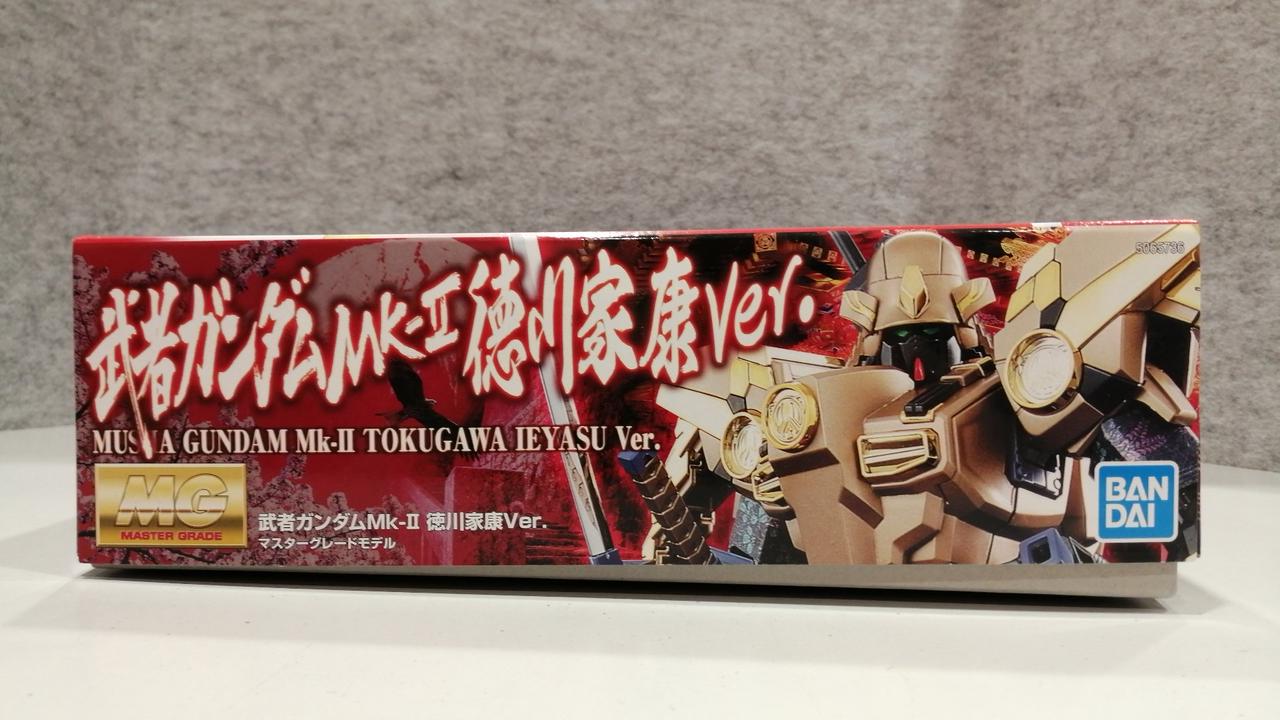 5065736
武者ガンダムMk-Ⅱ 徳川家康Ver.
MUSHA GUNDAM Mk-II TOKUGAWA IEYASU Ver.
MG
MASTER GRADE
武者ガンダムMk-Ⅱ 徳川家康Ver.
マスターグレードモデル
BAN
DAI